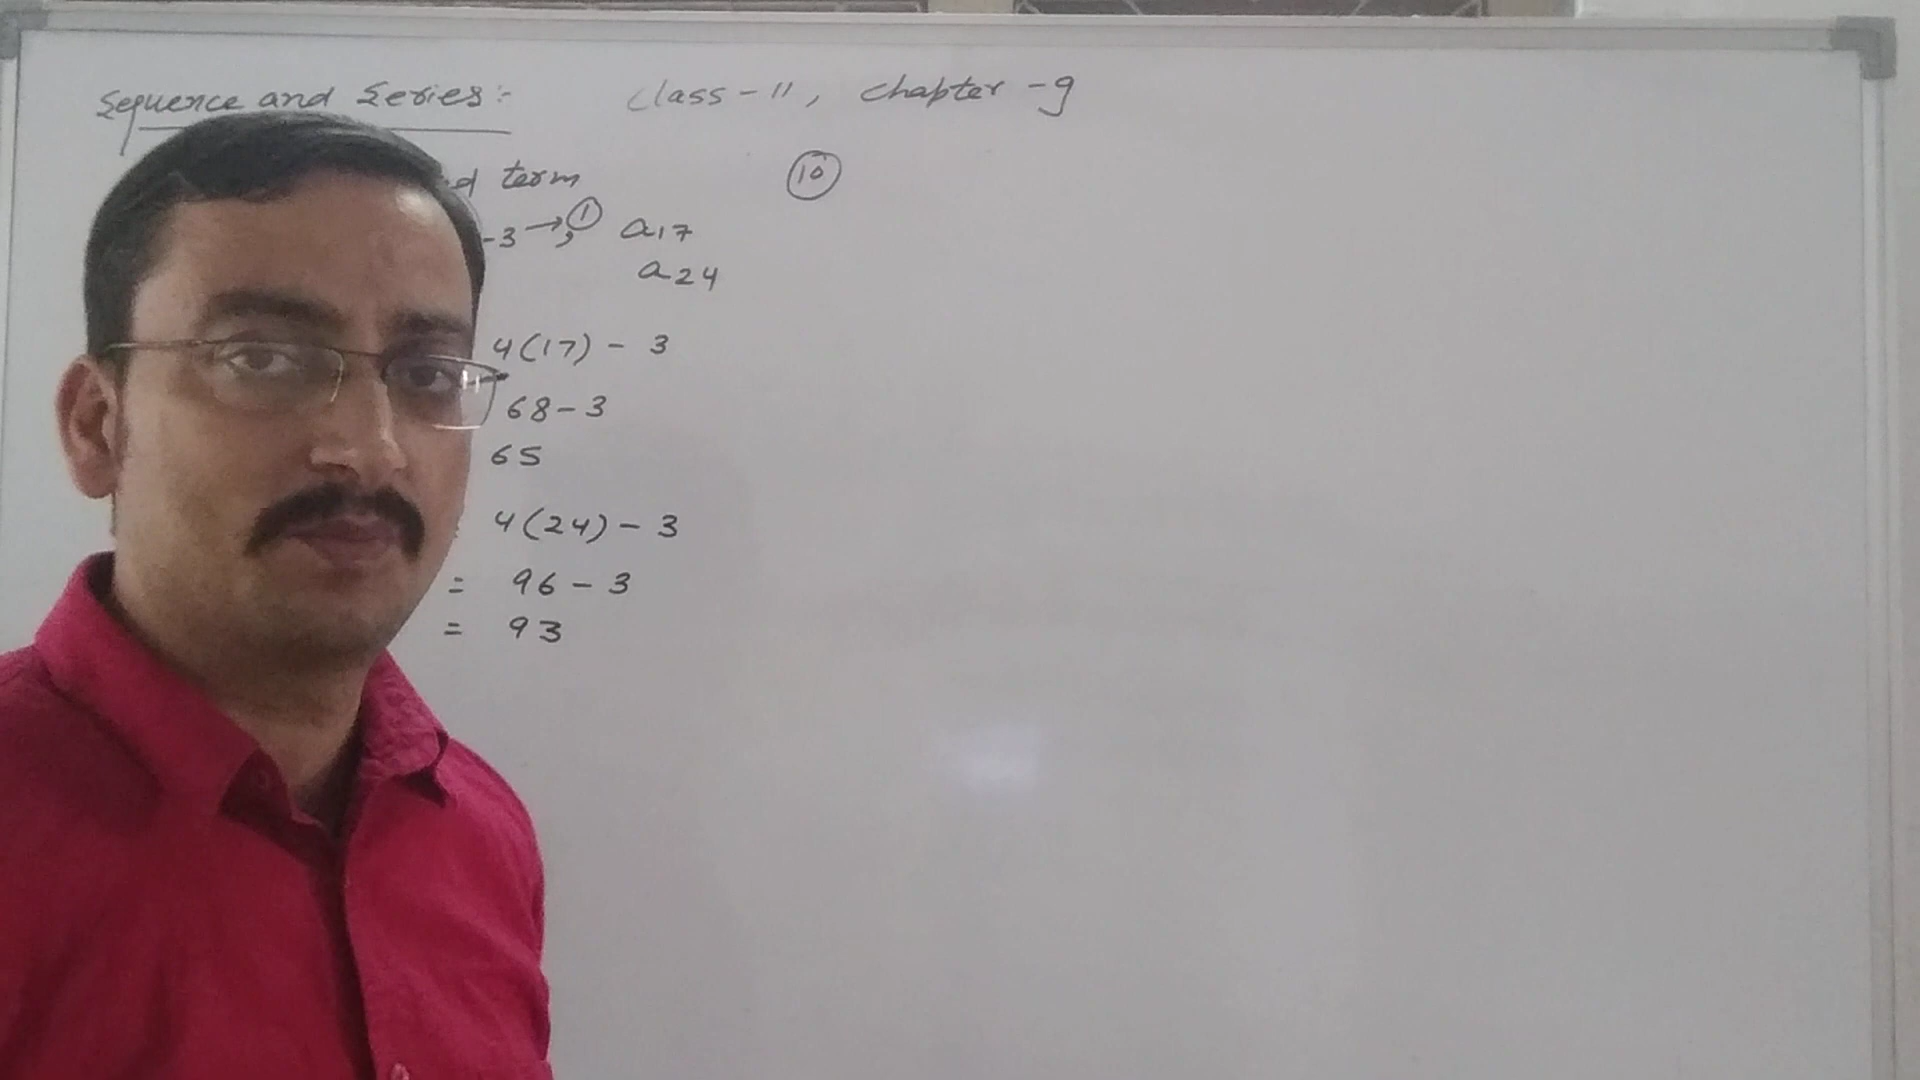 Sequence and Series:- Class-11, Chapter-9
term
-3 → ①, a17
a24
4(17) - 3
68-3
65
4(24) - 3
= 96 - 3
= 93
⑩